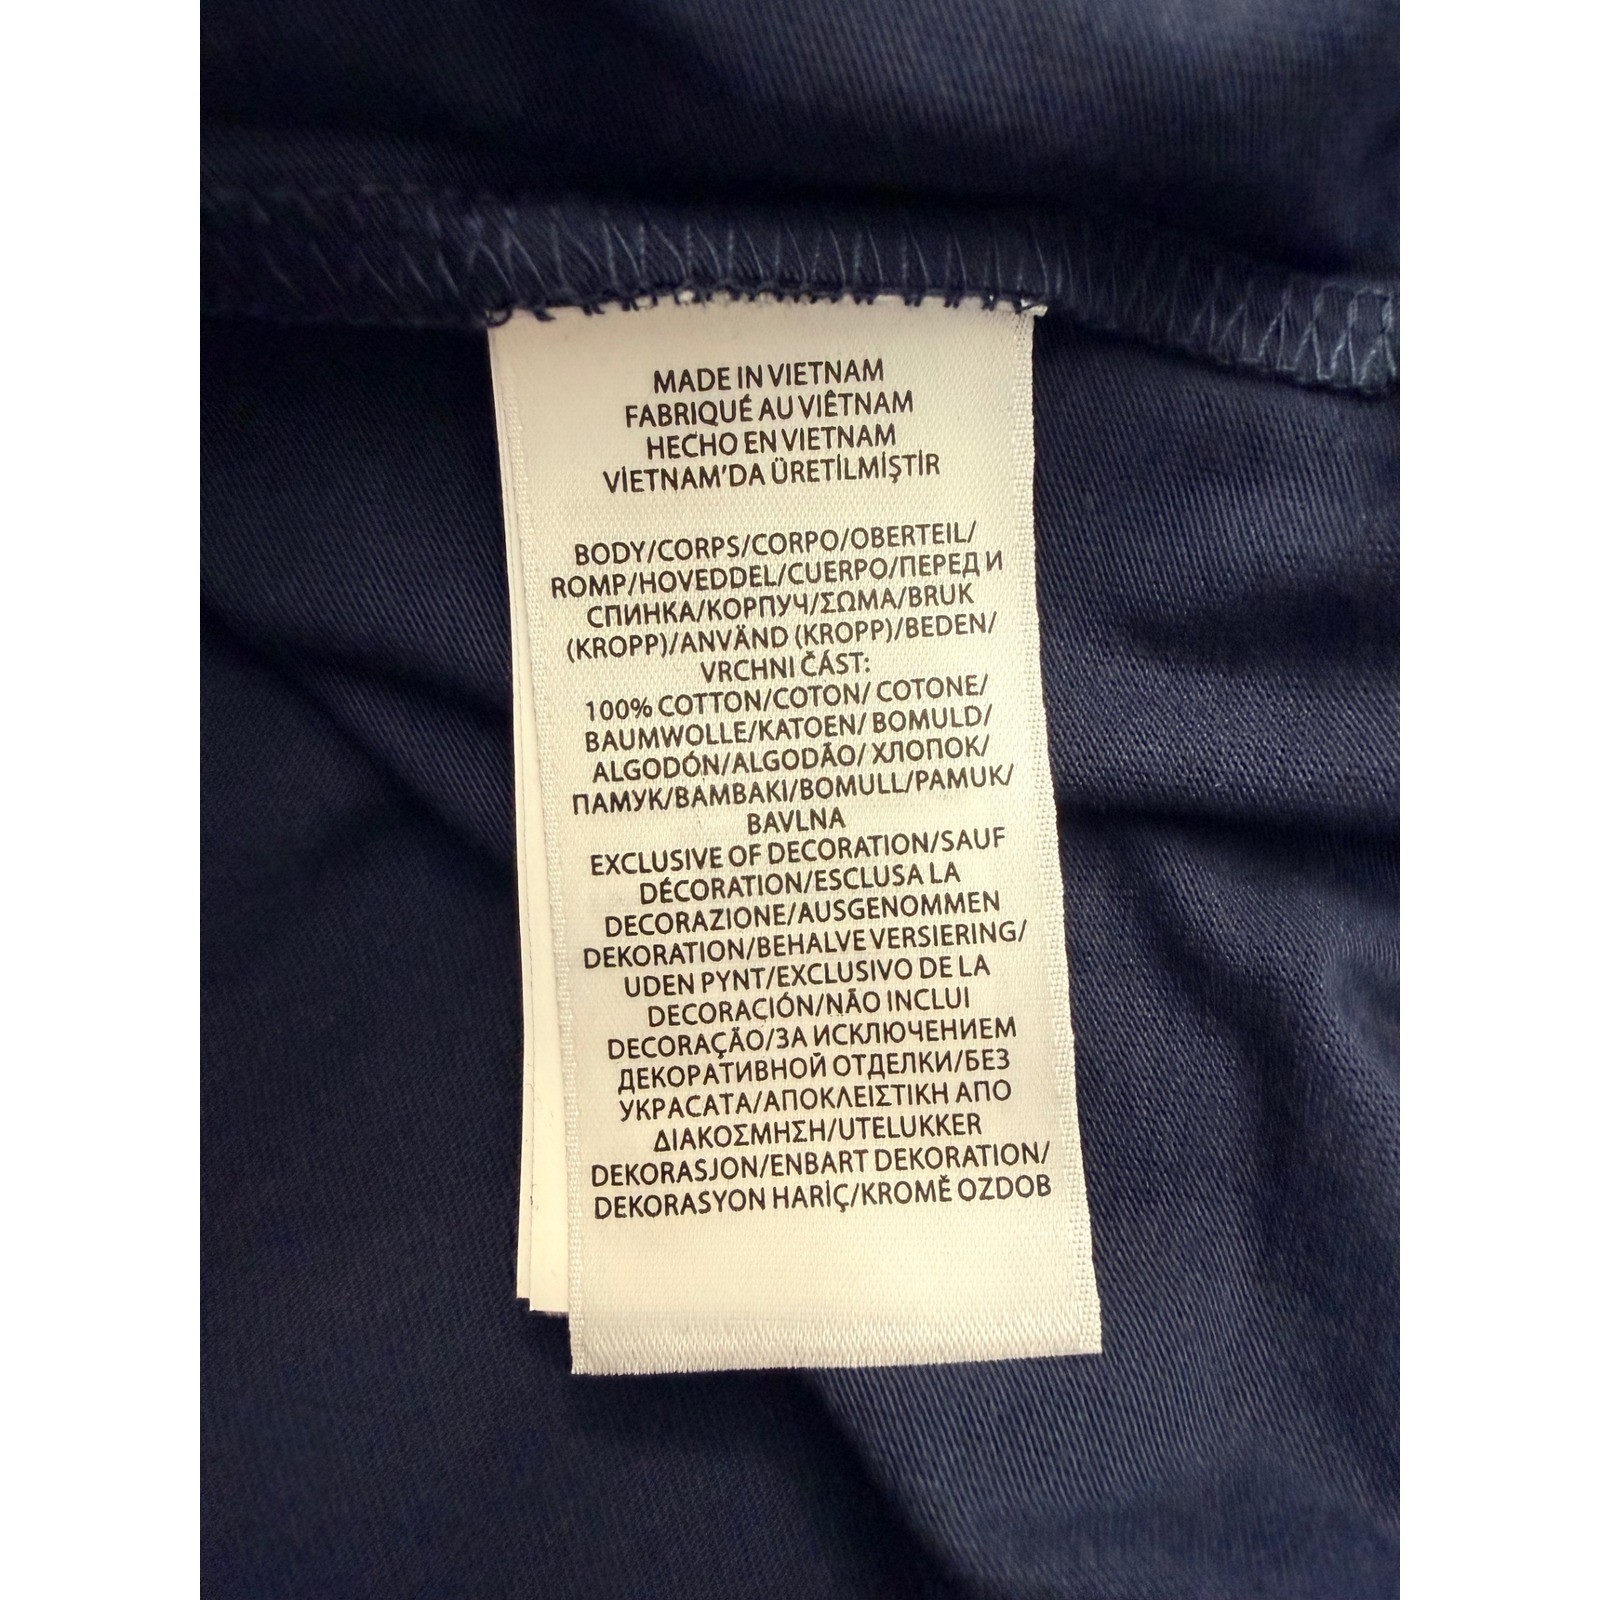 MADE IN VIETNAM
FABRIQUÉ AU VIÊTNAM
HECHO EN VIETNAM
VİETNAM'DA ÜRETİLMİŞTİR
BODY/CORPS/CORPO/OBERTEIL/
ROMP/HOVEDDEL/CUERPO/ПЕРЕД И
СПИНКА/КОРПУЧ/ΣΩΜΑ/BRUK
(KROPP)/ANVÄND (KROPP)/BEDEN/
VRCHNI ČÁST:
100% COTTON/COTON/ COTONE/
BAUMWOLLE/KATOEN/ BOMULD/
ALGODÓN/ALGODÃO/ ХЛОПОК/
ПАМУК/BAMBAKI/BOMULL/PAMUK/
BAVLNA
EXCLUSIVE OF DECORATION/SAUF
DÉCORATION/ESCLUSA LA
DECORAZIONE/AUSGENOMMEN
DEKORATION/BEHALVE VERSIERING/
UDEN PYNT/EXCLUSIVO DE LA
DECORACIÓN/NÃO INCLUI
DECORAÇÃO/ЗА ИСКЛЮЧЕНИЕМ
ДЕКОРАТИВНОЙ ОТДЕЛКИ/БЕЗ
УКРАСАТА/ΑΠΟΚΛΕΙΣΤΙΚΗ ΑΠΟ
ΔΙΑΚΟΣΜΗΣΗ/UTELUKKER
DEKORASJON/ENBART DEKORATION/
DEKORASYON HARİÇ/KROMĚ OZDOB